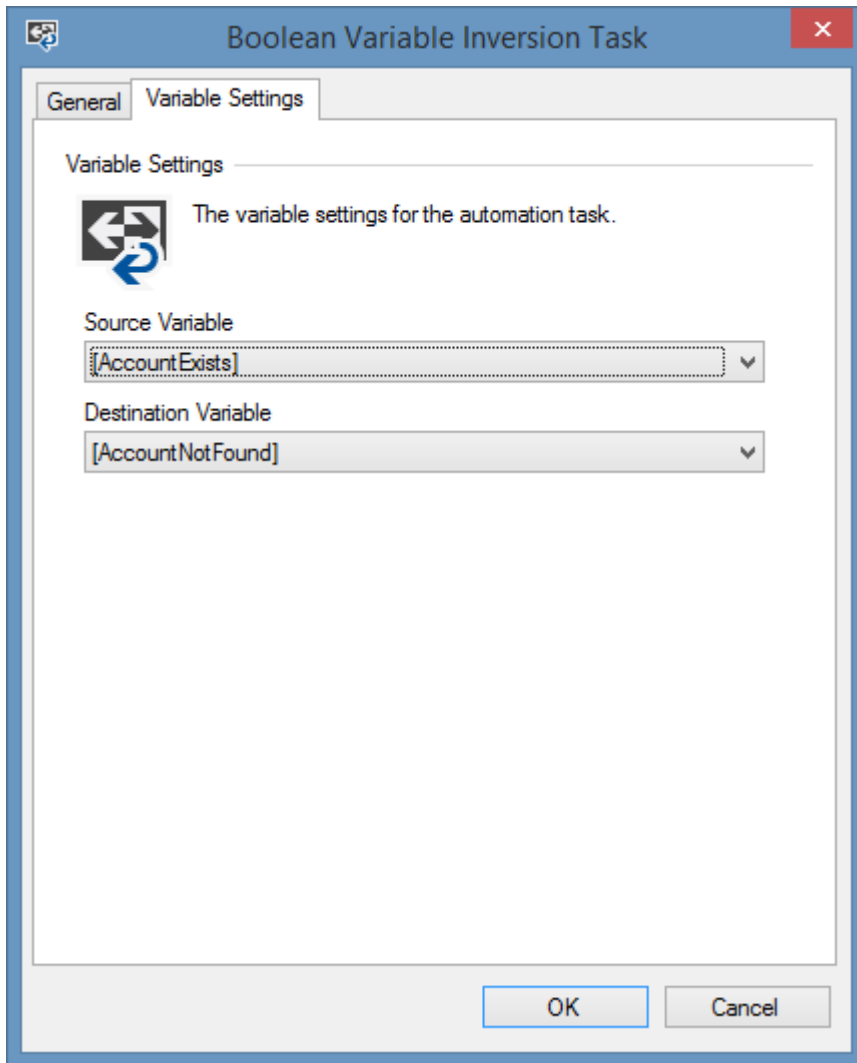 Boolean Variable Inversion Task
General
Variable Settings
Variable Settings
The variable settings for the automation task.
Source Variable
[AccountExists]
Destination Variable
[AccountNotFound]
OK
Cancel